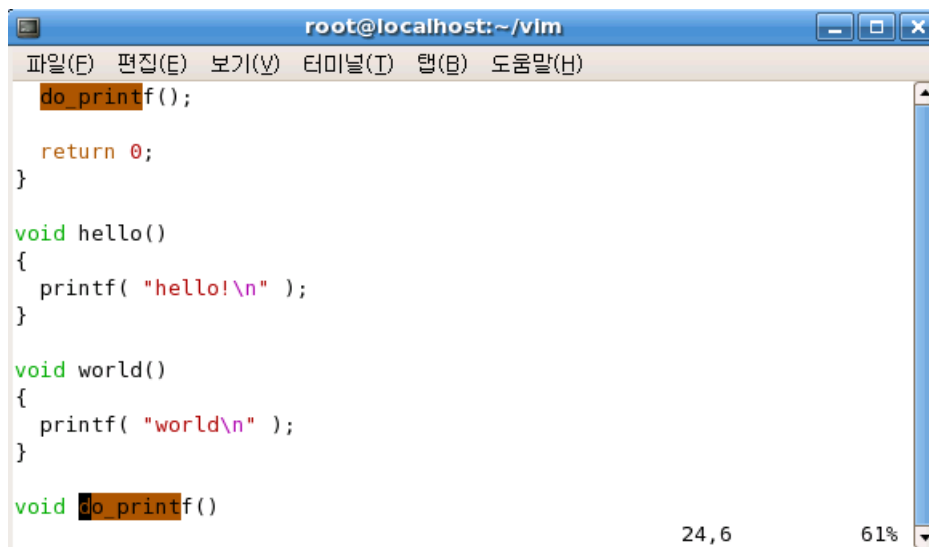 root@localhost:~/vim
파일(F) 편집(E) 보기(V) 터미널(T) 탭(B) 도움말(H)
do_printf();
return 0;
}
void hello()
{
printf( "hello!\n" );
}
void world()
{
printf( "world\n" );
}
void do_printf()
24,6 61%